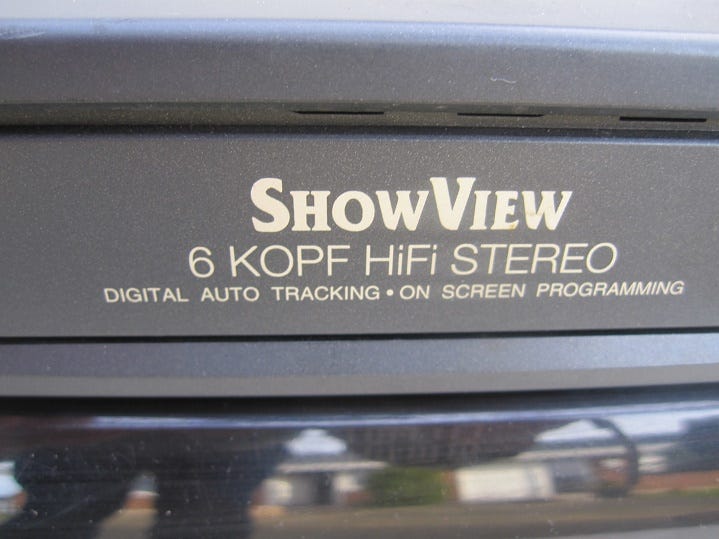 SHOWVIEW
6 KOPF HiFi STEREO
DIGITAL AUTO TRACKING • ON SCREEN PROGRAMMING